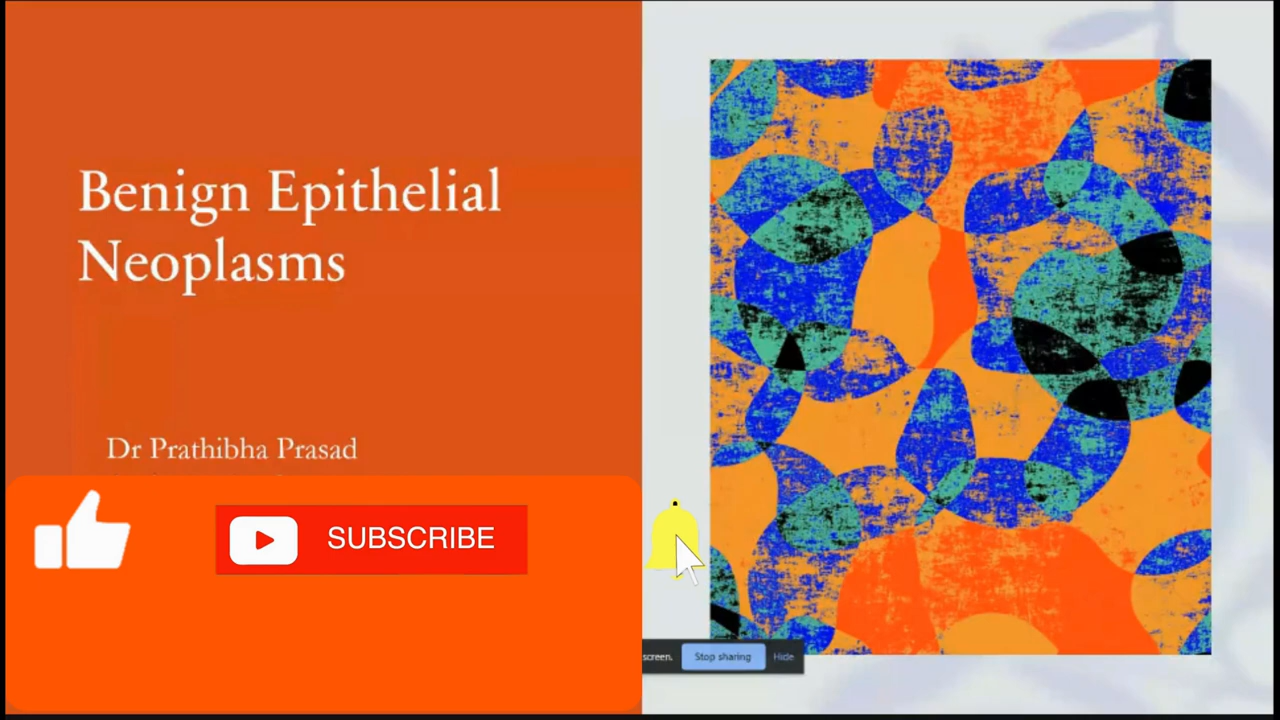 Benign Epithelial
Neoplasms
Dr Prathibha Prasad
SUBSCRIBE
screen. Stop sharing Hide